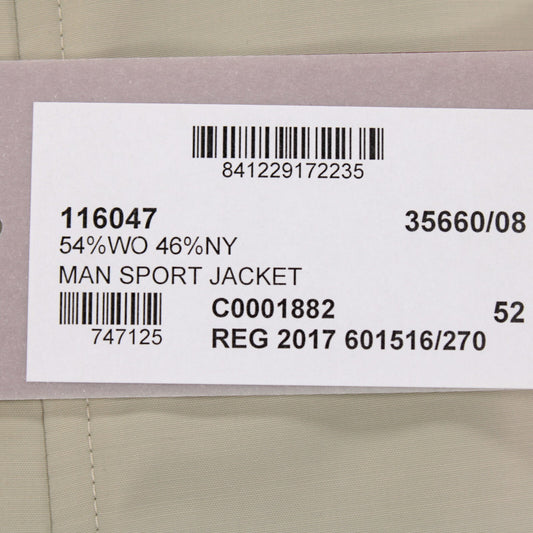 841229172235
116047 35660/08
54%WO 46%NY
MAN SPORT JACKET
C0001882 52
747125 REG 2017 601516/270